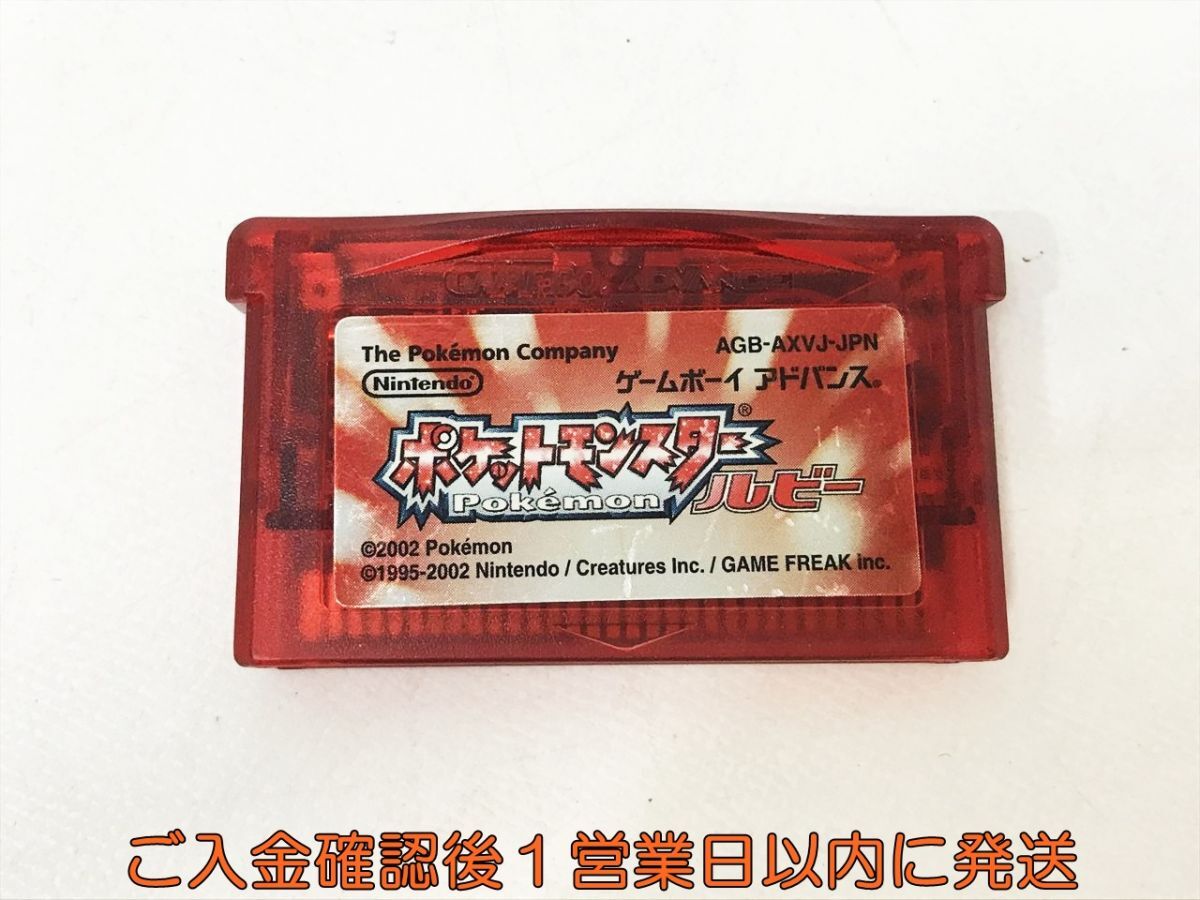 GAME BOY ADVANCE
The Pokémon Company AGB-AXVJ-JPN
Nintendo® ゲームボーイ アドバンス®
ポケットモンスター®
Pokémon ルビー
©2002 Pokémon
©1995-2002 Nintendo / Creatures Inc. / GAME FREAK inc.
ご入金確認後1営業日以内に発送